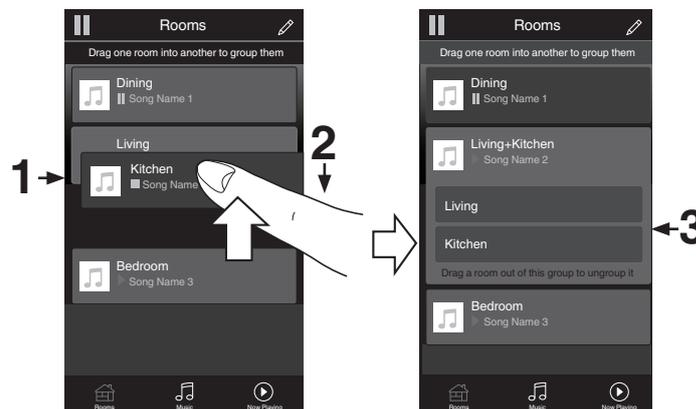 Rooms
Drag one room into another to group them
Dining
Song Name 1
Living
Kitchen
Song Name
Bedroom
Song Name 3
Rooms
Music
Now Playing
1
2
Rooms
Drag one room into another to group them
Dining
Song Name 1
Living+Kitchen
Song Name 2
Living
Kitchen
Drag a room out of this group to ungroup it
Bedroom
Song Name 3
Rooms
Music
Now Playing
3